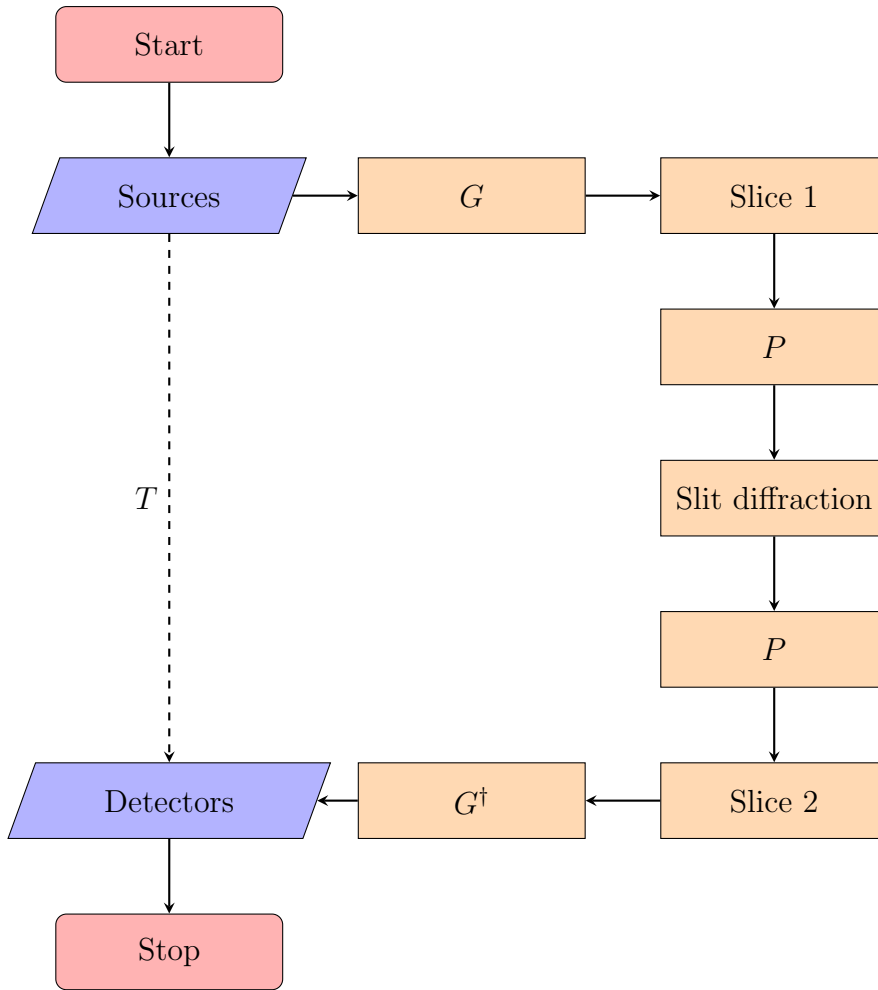 Start
Sources
G
Slice 1
P
Slit diffraction
T
P
Detectors
G†
Slice 2
Stop